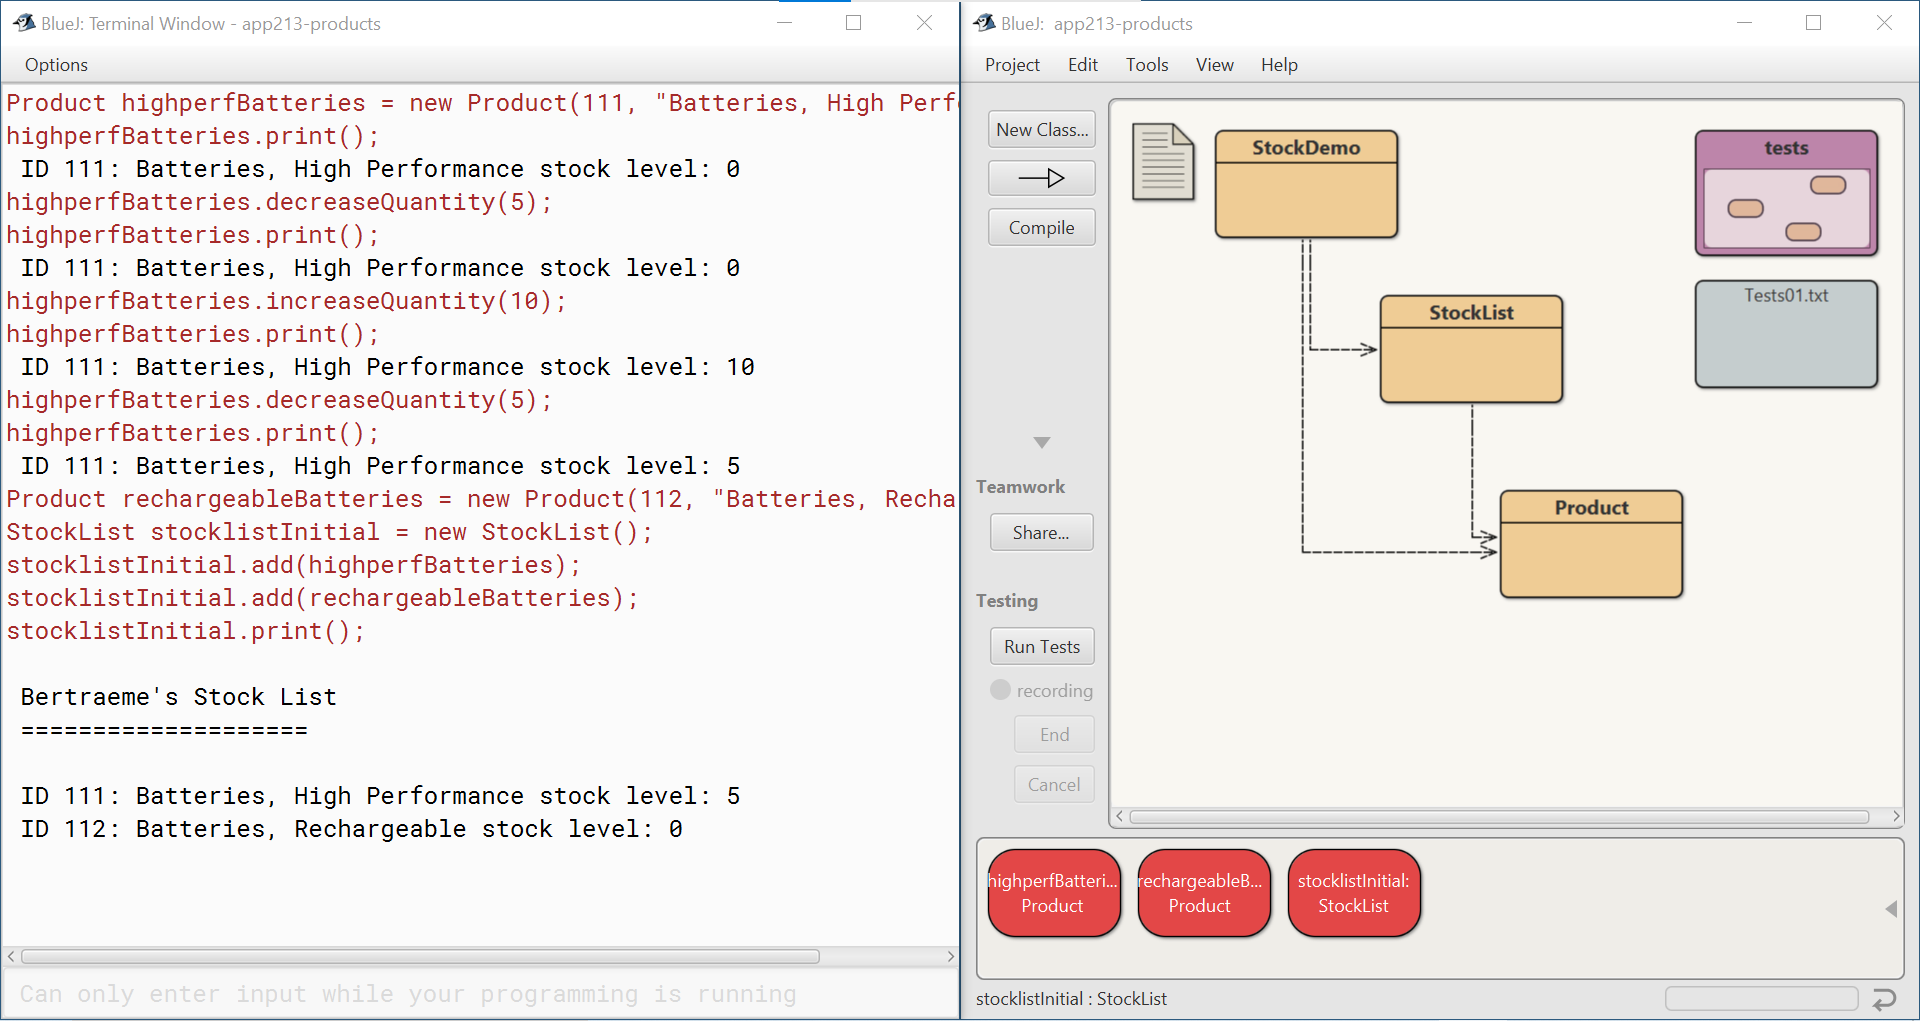 BlueJ: Terminal Window - app213-products
Options
Product highperfBatteries = new Product(111, "Batteries, High Perf
highperfBatteries.print();
ID 111: Batteries, High Performance stock level: 0
highperfBatteries.decreaseQuantity(5);
highperfBatteries.print();
ID 111: Batteries, High Performance stock level: 0
highperfBatteries.increaseQuantity(10);
highperfBatteries.print();
ID 111: Batteries, High Performance stock level: 10
highperfBatteries.decreaseQuantity(5);
highperfBatteries.print();
ID 111: Batteries, High Performance stock level: 5
Product rechargeableBatteries = new Product(112, "Batteries, Recha
StockList stocklistInitial = new StockList();
stocklistInitial.add(highperfBatteries);
stocklistInitial.add(rechargeableBatteries);
stocklistInitial.print();
Bertraeme's Stock List
====================
ID 111: Batteries, High Performance stock level: 5
ID 112: Batteries, Rechargeable stock level: 0
Can only enter input while your programming is running
BlueJ: app213-products
Project Edit Tools View Help
New Class...
Compile
Teamwork
Share...
Testing
Run Tests
recording
End
Cancel
StockDemo
tests
StockList
Tests01.txt
Product
highperfBatteri...
Product
rechargeableB...
Product
stocklistInitial:
StockList
stocklistInitial : StockList